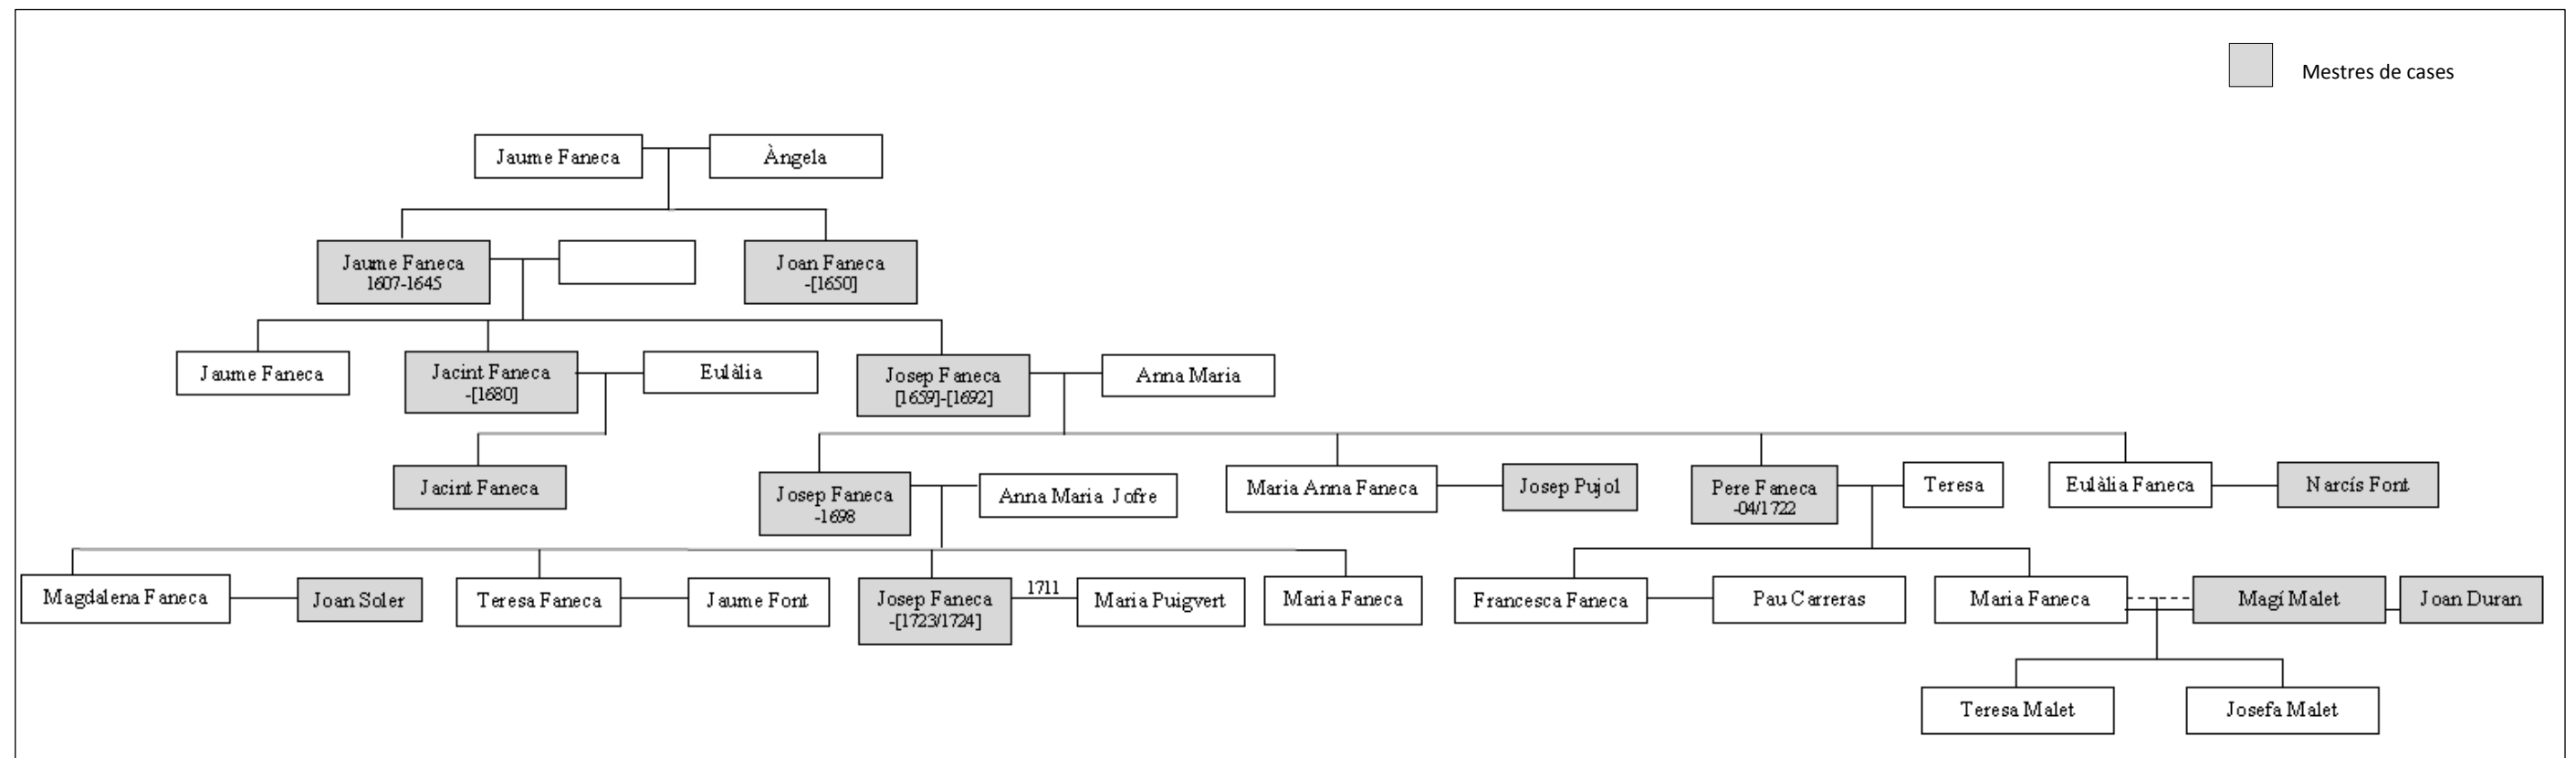 Mestres de cases
Jaume Faneca
Àngela
Jaume Faneca
1607-1645
Joan Faneca
-[1650]
Jaume Faneca
Jacint Faneca
-[1680]
Eulàlia
Josep Faneca
[1659]-[1692]
Anna Maria
Jacint Faneca
Josep Faneca
-1698
Anna Maria Jofre
Maria Anna Faneca
Josep Pujol
Pere Faneca
-04/1722
Teresa
Eulàlia Faneca
Narcís Font
Magdalena Faneca
Joan Soler
Teresa Faneca
Jaume Font
Josep Faneca
-[1723/1724]
1711
Maria Puigvert
Maria Faneca
Francesca Faneca
Pau Carreras
Maria Faneca
Magí Malet
Joan Duran
Teresa Malet
Josefa Malet